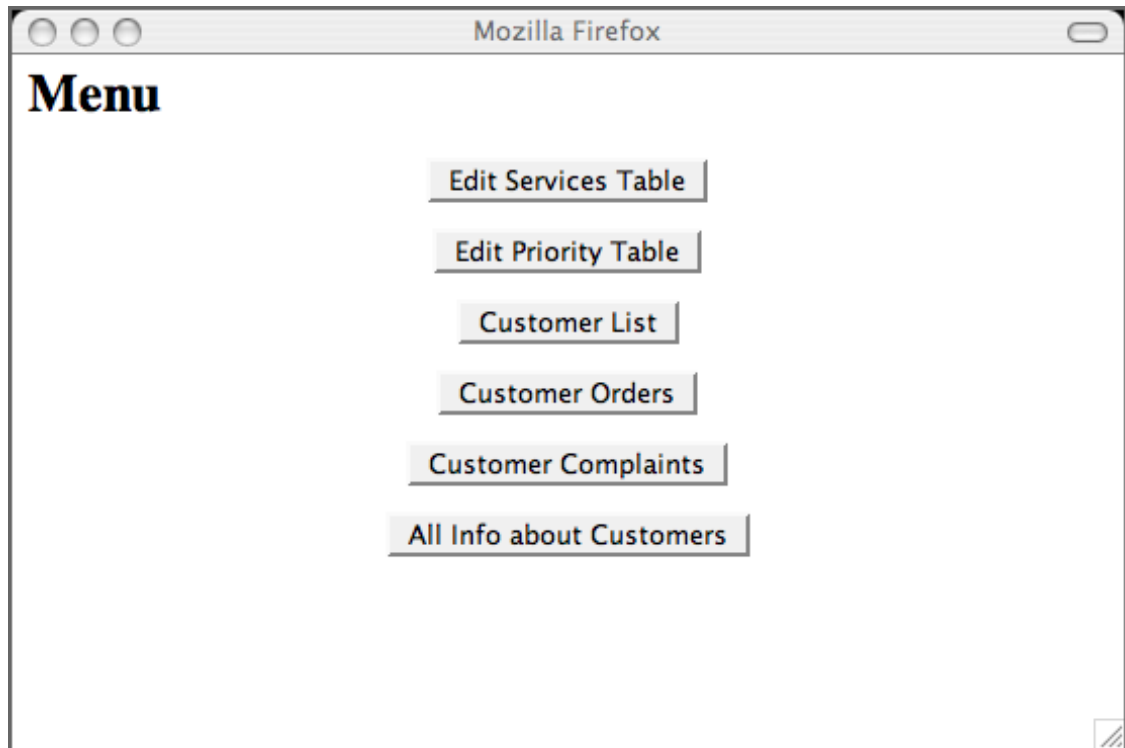 Mozilla Firefox
Menu
Edit Services Table
Edit Priority Table
Customer List
Customer Orders
Customer Complaints
All Info about Customers